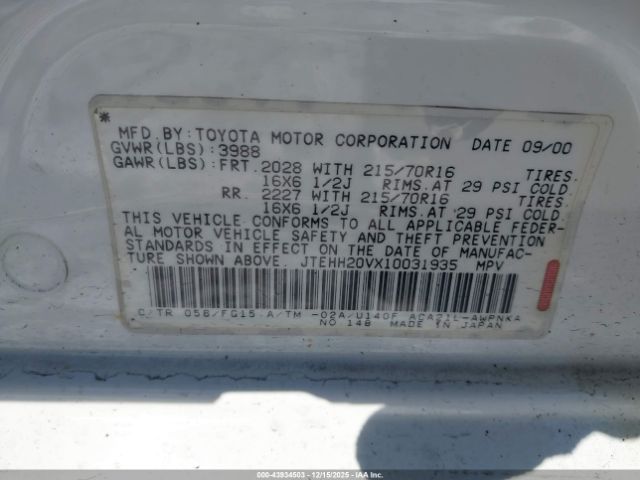 *
MFD.BY:TOYOTA MOTOR CORPORATION DATE 09/00
GVWR(LBS):3988
GAWR(LBS):FRT.2028 WITH 215/70R16 TIRES.
16X6 1/2J RIMS.AT 29 PSI COLD.
RR. 2227 WITH 215/70R16 TIRES.
16X6 1/2J RIMS.AT 29 PSI COLD.
THIS VEHICLE CONFORMS TO ALL APPLICABLE FEDER-
AL MOTOR VEHICLE SAFETY AND THEFT PREVENTION
STANDARDS IN EFFECT ON THE DATE OF MANUFAC-
TURE SHOWN ABOVE. JTEHH20VX10031935 MPV
C/TR 056/FG15 A/TM -02A/U140F ACA21L-AWPNKA
NO.148 MADE IN JAPAN
000-43934503 - 12/15/2025 - IAAI Branding